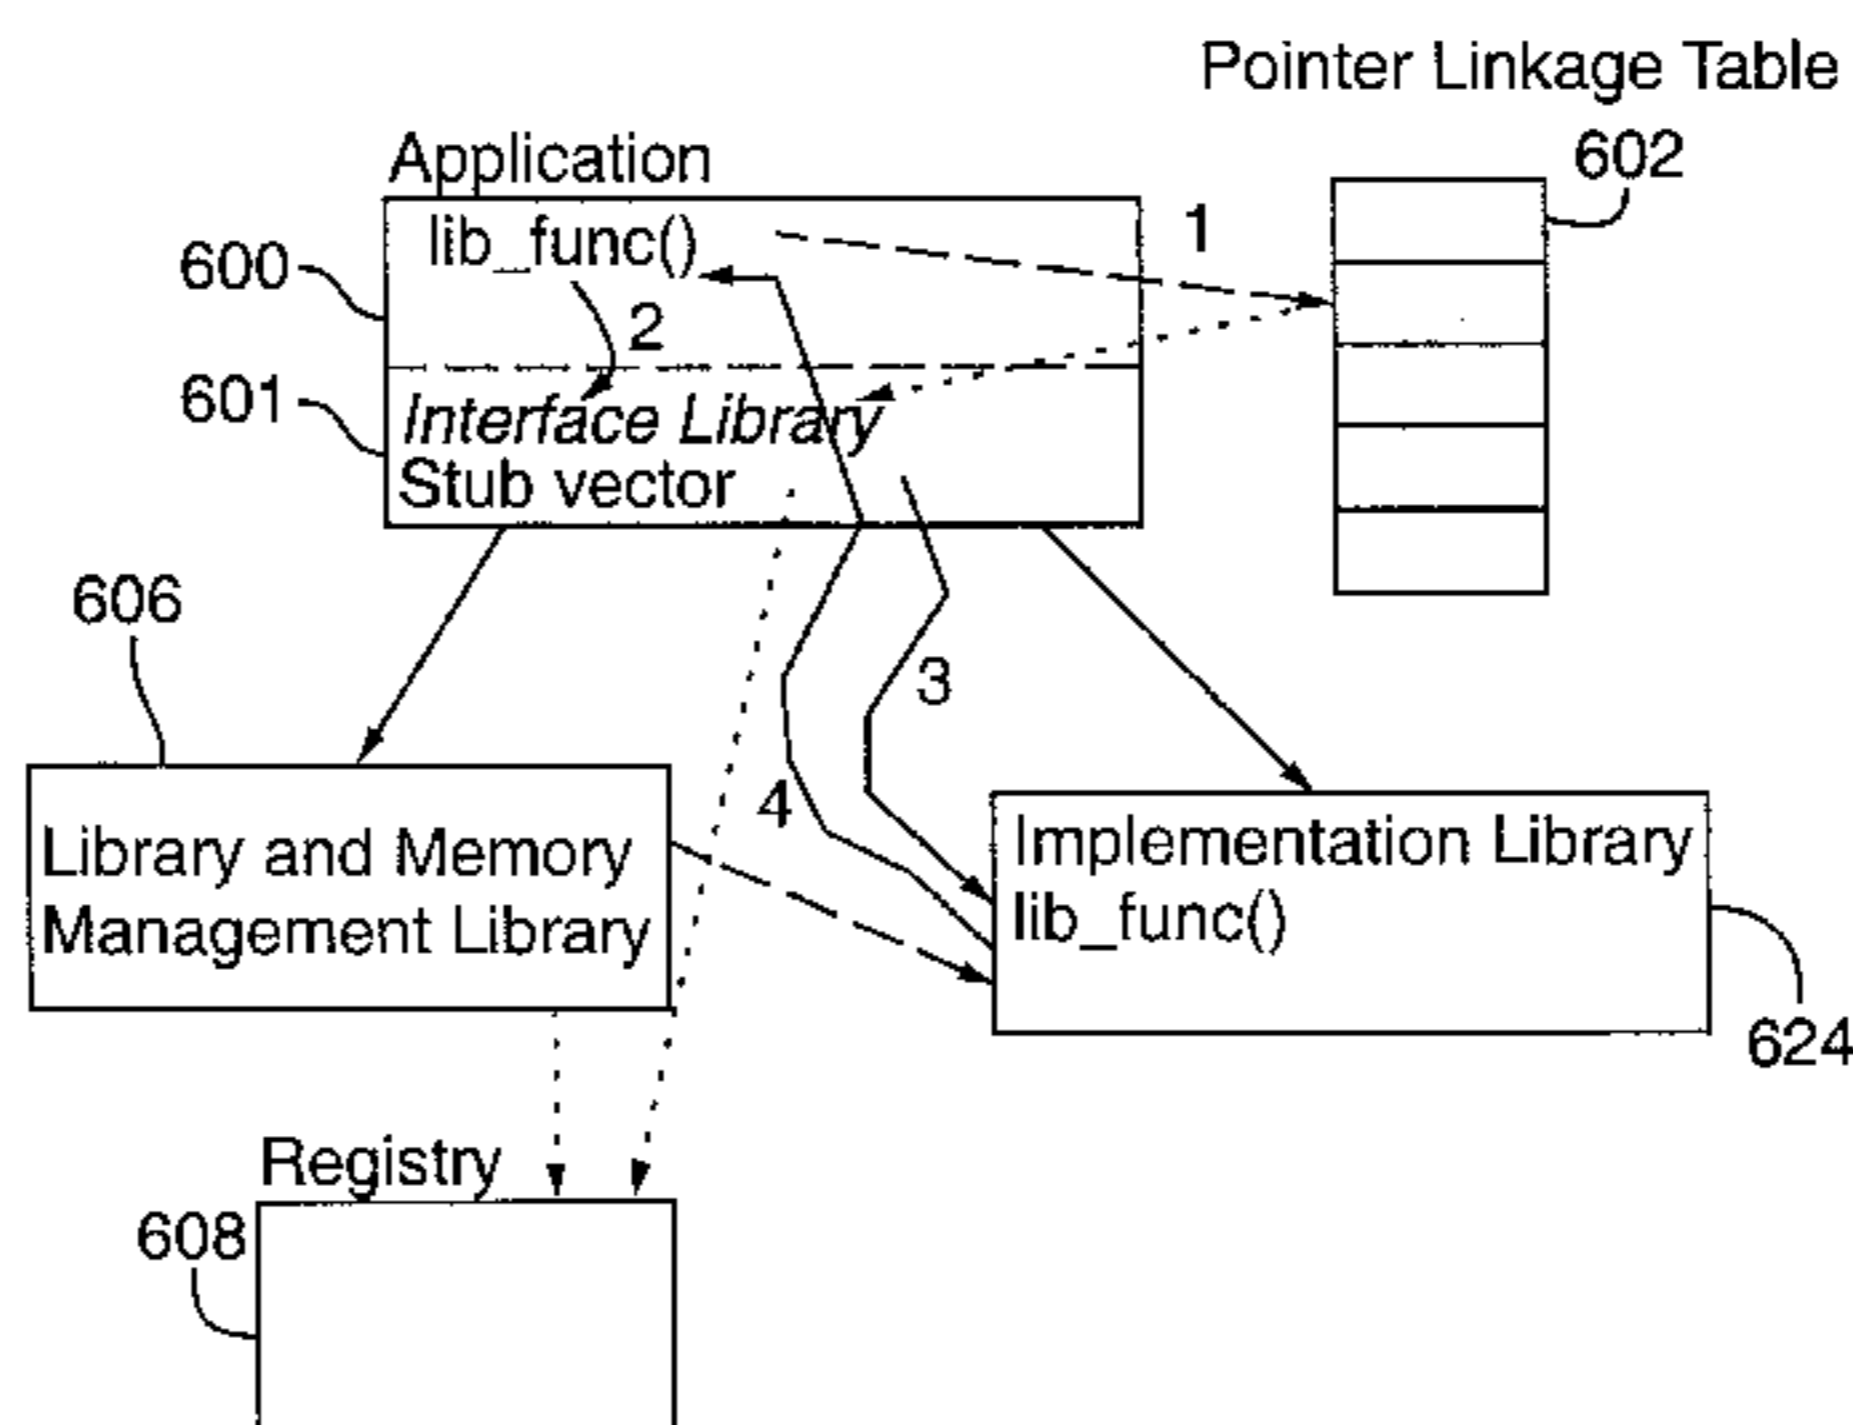 Pointer Linkage Table
602
Application
lib_func()
1
600
2
601
Interface Library
Stub vector
606
3
4
Library and Memory
Management Library
Implementation Library
lib_func()
624
Registry
608